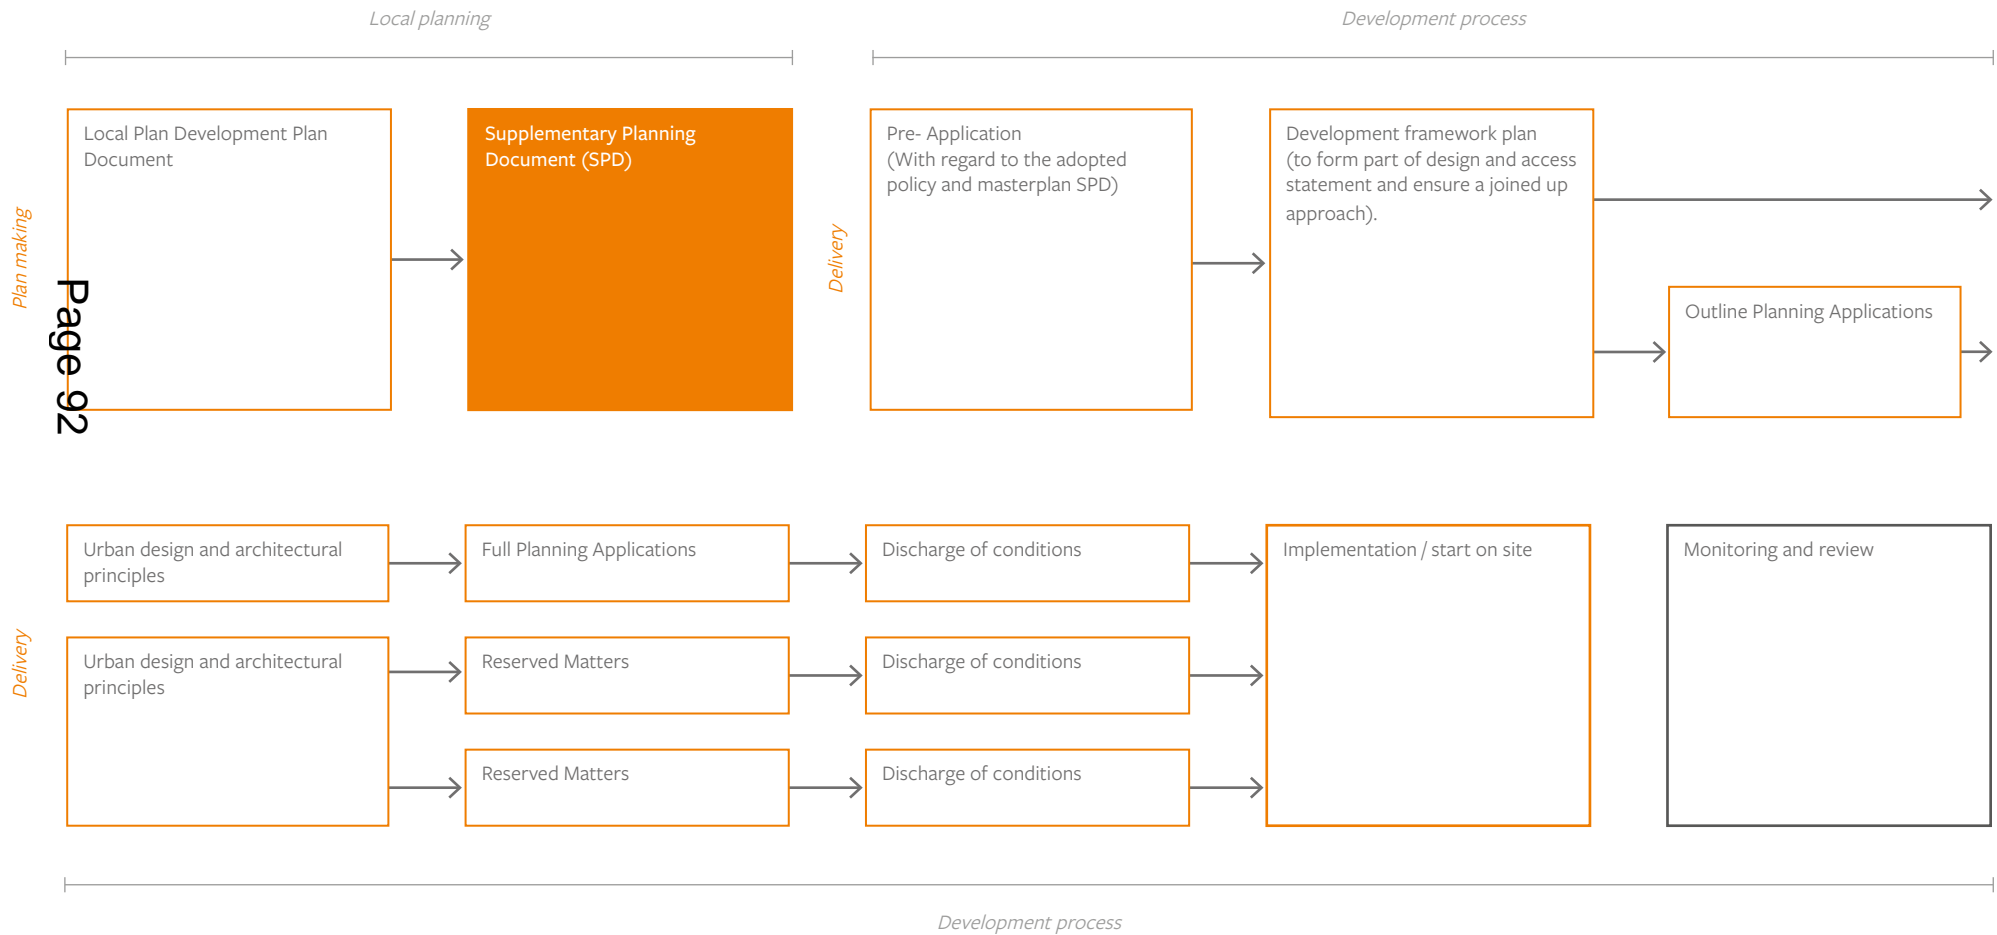 Local planning
Development process
Plan making
Local Plan Development Plan
Document
Supplementary Planning
Document (SPD)
Delivery
Pre- Application
(With regard to the adopted
policy and masterplan SPD)
Development framework plan
(to form part of design and access
statement and ensure a joined up
approach).
Outline Planning Applications
Page 92
Delivery
Urban design and architectural
principles
Full Planning Applications
Discharge of conditions
Implementation / start on site
Monitoring and review
Urban design and architectural
principles
Reserved Matters
Discharge of conditions
Reserved Matters
Discharge of conditions
Development process